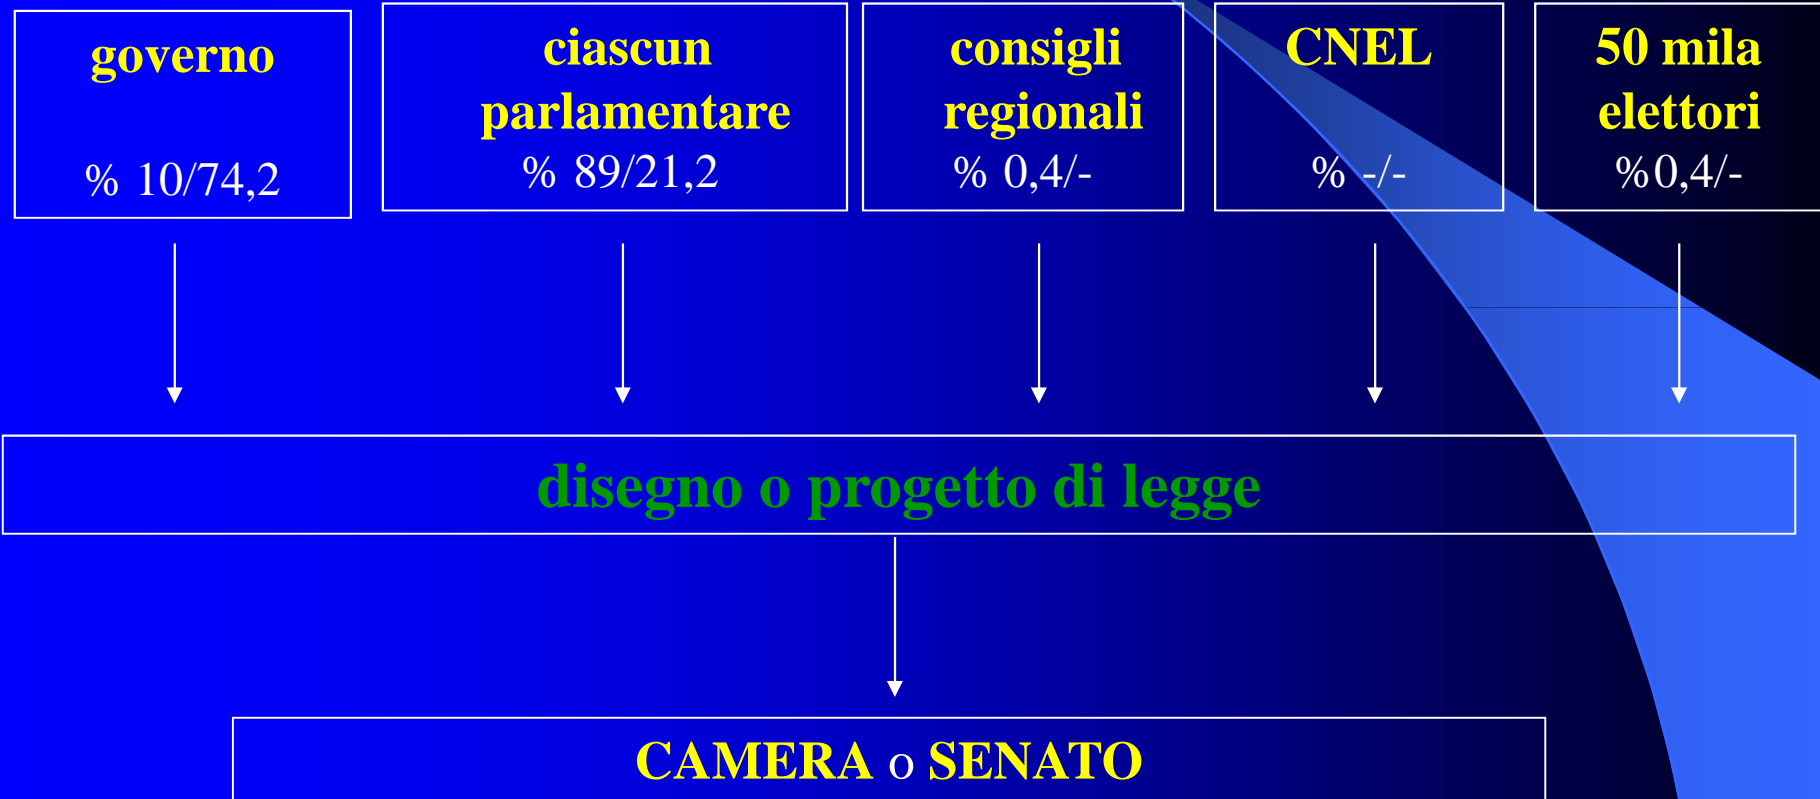 governo
% 10/74,2
ciascun
parlamentare
% 89/21,2
consigli
regionali
% 0,4/-
CNEL
% -/-
50 mila
elettori
%0,4/-
disegno o progetto di legge
CAMERA o SENATO